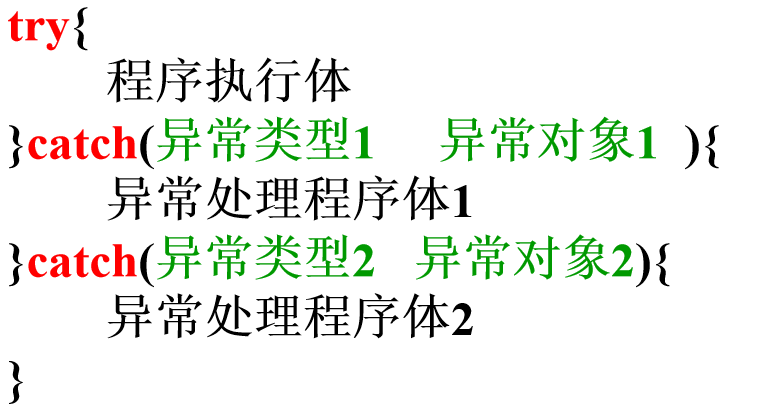 try{
程序执行体
}catch(异常类型1 异常对象1 ){
异常处理程序体1
}catch(异常类型2 异常对象2){
异常处理程序体2
}